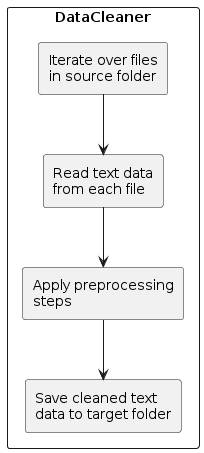 DataCleaner
Iterate over files
in source folder
Read text data
from each file
Apply preprocessing
steps
Save cleaned text
data to target folder